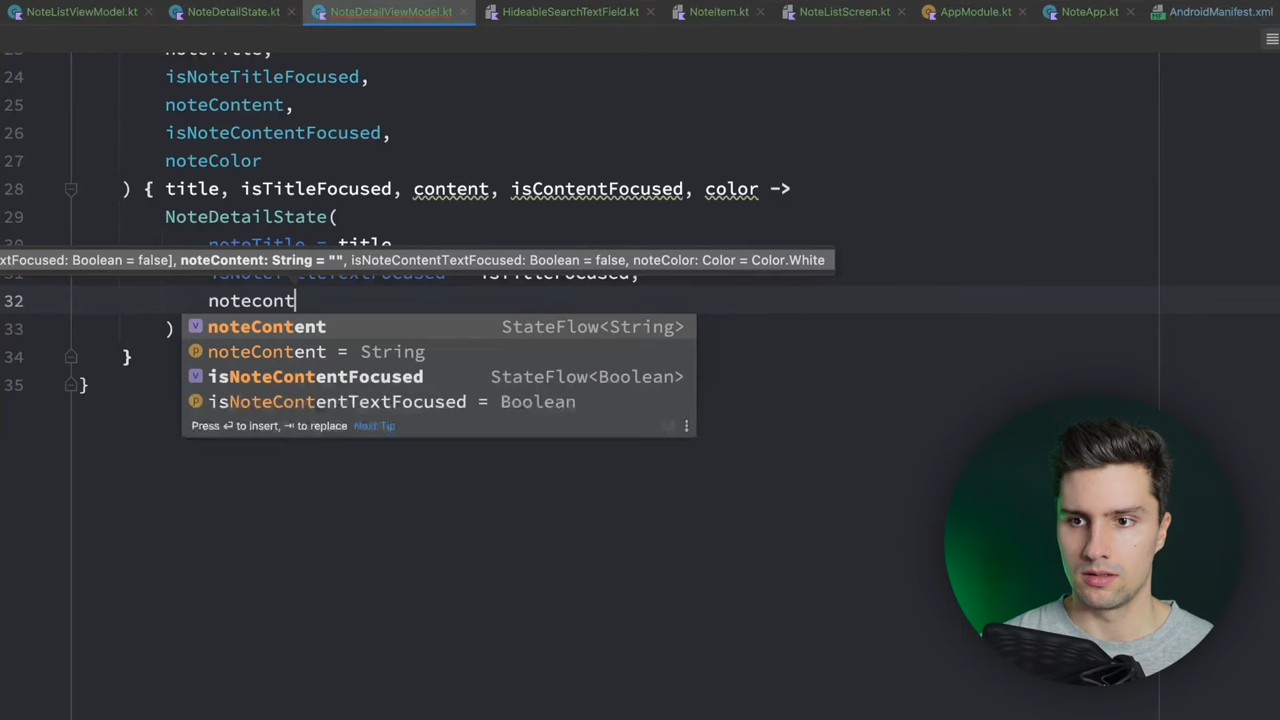 NoteListViewModel.kt × NoteDetailState.kt × NoteDetailViewModel.kt × HideableSearchTextField.kt × NoteItem.kt × NoteListScreen.kt × AppModule.kt × NoteApp.kt × AndroidManifest.xml
24 isNoteTitleFocused,
25 noteContent,
26 isNoteContentFocused,
27 noteColor
28 ) { title, isTitleFocused, content, isContentFocused, color ->
29 NoteDetailState(
noteTitle = title
extFocused: Boolean = false], noteContent: String = "", isNoteContentTextFocused: Boolean = false, noteColor: Color = Color.White
32 notecont
noteContent StateFlow<String>
33 )
noteContent = String
34 }
isNoteContentFocused StateFlow<Boolean>
35 }
isNoteContentTextFocused = Boolean
Press ⏎ to insert, ⇥ to replace Next Tip